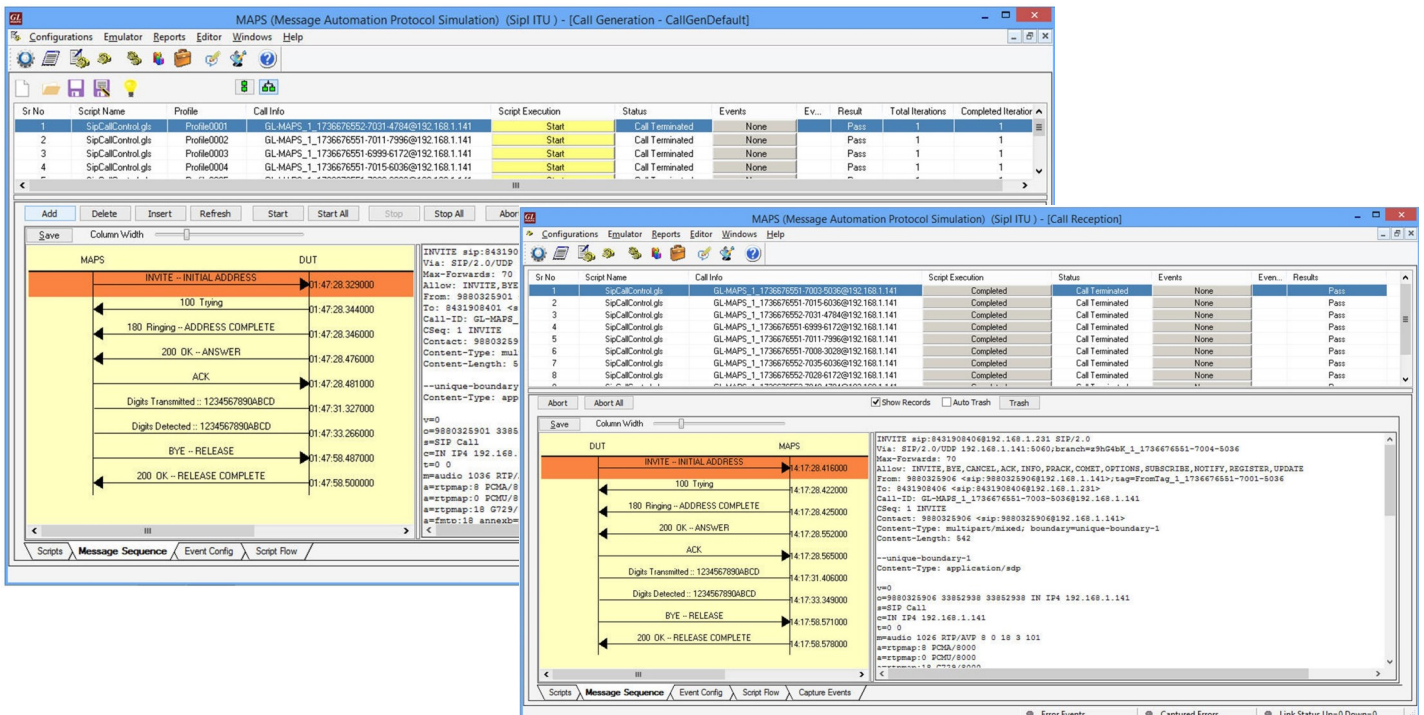 GL
MAPS (Message Automation Protocol Simulation) (Sipl ITU ) - [Call Generation - CallGenDefault]
Configurations Emulator Reports Editor Windows Help
Sr No Script Name Profile Call Info Script Execution Status Events Ev... Result Total Iterations Completed Iteration
1 SipCallControl.gls Profile0001 GL-MAPS_1_1736676552-7031-4784@192.168.1.141 Start Call Terminated None Pass 1 1
2 SipCallControl.gls Profile0002 GL-MAPS_1_1736676551-7011-7996@192.168.1.141 Start Call Terminated None Pass 1 1
3 SipCallControl.gls Profile0003 GL-MAPS_1_1736676551-6999-6172@192.168.1.141 Start Call Terminated None Pass 1 1
4 SipCallControl.gls Profile0004 GL-MAPS_1_1736676551-7015-6036@192.168.1.141 Start Call Terminated None Pass 1 1
Add Delete Insert Refresh Start Start All Stop Stop All Abor
Save Column Width
MAPS DUT
INVITE -- INITIAL ADDRESS
01:47:28.329000
100 Trying
01:47:28.344000
180 Ringing -- ADDRESS COMPLETE
01:47:28.346000
200 OK -- ANSWER
01:47:28.476000
ACK
01:47:28.481000
Digits Transmitted :: 1234567890ABCD
01:47:31.327000
Digits Detected :: 1234567890ABCD
01:47:33.266000
BYE -- RELEASE
01:47:58.487000
200 OK -- RELEASE COMPLETE
01:47:58.500000
INVITE sip:843190
Via: SIP/2.0/UDP
Max-Forwards: 70
Allow: INVITE,BYE
From: 9880325901
To: 8431908401 <s
Call-ID: GL-MAPS_
CSeq: 1 INVITE
Contact: 98803259
Content-Type: mul
Content-Length: 5
--unique-boundary
Content-Type: app
v=0
o=9880325901 3385
s=SIP Call
c=IN IP4 192.168.
t=0 0
m=audio 1036 RTP/
a=rtpmap:8 PCMA/8
a=rtpmap:0 PCMU/8
a=rtpmap:18 G729/
a=fmtp:18 annexb=
Scripts Message Sequence Event Config Script Flow
GL
MAPS (Message Automation Protocol Simulation) (Sipl ITU ) - [Call Reception]
Configurations Emulator Reports Editor Windows Help
Sr No Script Name Call Info Script Execution Status Events Even... Results
1 SipCallControl.gls GL-MAPS_1_1736676551-7003-5036@192.168.1.141 Completed Call Terminated None Pass
2 SipCallControl.gls GL-MAPS_1_1736676551-7015-6036@192.168.1.141 Completed Call Terminated None Pass
3 SipCallControl.gls GL-MAPS_1_1736676552-7031-4784@192.168.1.141 Completed Call Terminated None Pass
4 SipCallControl.gls GL-MAPS_1_1736676551-6999-6172@192.168.1.141 Completed Call Terminated None Pass
5 SipCallControl.gls GL-MAPS_1_1736676551-7011-7996@192.168.1.141 Completed Call Terminated None Pass
6 SipCallControl.gls GL-MAPS_1_1736676551-7008-3028@192.168.1.141 Completed Call Terminated None Pass
7 SipCallControl.gls GL-MAPS_1_1736676552-7035-6036@192.168.1.141 Completed Call Terminated None Pass
8 SipCallControl.gls GL-MAPS_1_1736676552-7028-6172@192.168.1.141 Completed Call Terminated None Pass
Abort Abort All Show Records Auto Trash Trash
Save Column Width
DUT MAPS
INVITE -- INITIAL ADDRESS
14:17:28.416000
100 Trying
14:17:28.422000
180 Ringing -- ADDRESS COMPLETE
14:17:28.425000
200 OK -- ANSWER
14:17:28.552000
ACK
14:17:28.565000
Digits Transmitted :: 1234567890ABCD
14:17:31.406000
Digits Detected :: 1234567890ABCD
14:17:33.349000
BYE -- RELEASE
14:17:58.571000
200 OK -- RELEASE COMPLETE
14:17:58.578000
INVITE sip:8431908406@192.168.1.231 SIP/2.0
Via: SIP/2.0/UDP 192.168.1.141:5060;branch=z9hG4bK_1_1736676551-7004-5036
Max-Forwards: 70
Allow: INVITE,BYE,CANCEL,ACK,INFO,PRACK,COMET,OPTIONS,SUBSCRIBE,NOTIFY,REGISTER,UPDATE
From: 9880325906 <sip:9880325906@192.168.1.141>;tag=FromTag_1_1736676551-7001-5036
To: 8431908406 <sip:8431908406@192.168.1.231>
Call-ID: GL-MAPS_1_1736676551-7003-5036@192.168.1.141
CSeq: 1 INVITE
Contact: 9880325906 <sip:9880325906@192.168.1.141>
Content-Type: multipart/mixed; boundary=unique-boundary-1
Content-Length: 542
--unique-boundary-1
Content-Type: application/sdp
v=0
o=9880325906 33852938 33852938 IN IP4 192.168.1.141
s=SIP Call
c=IN IP4 192.168.1.141
t=0 0
m=audio 1026 RTP/AVP 8 0 18 3 101
a=rtpmap:8 PCMA/8000
a=rtpmap:0 PCMU/8000
a=rtpmap:18 G729/8000
Scripts Message Sequence Event Config Script Flow Capture Events
Error Events Captured Errors Link Status Up=0 Down=0